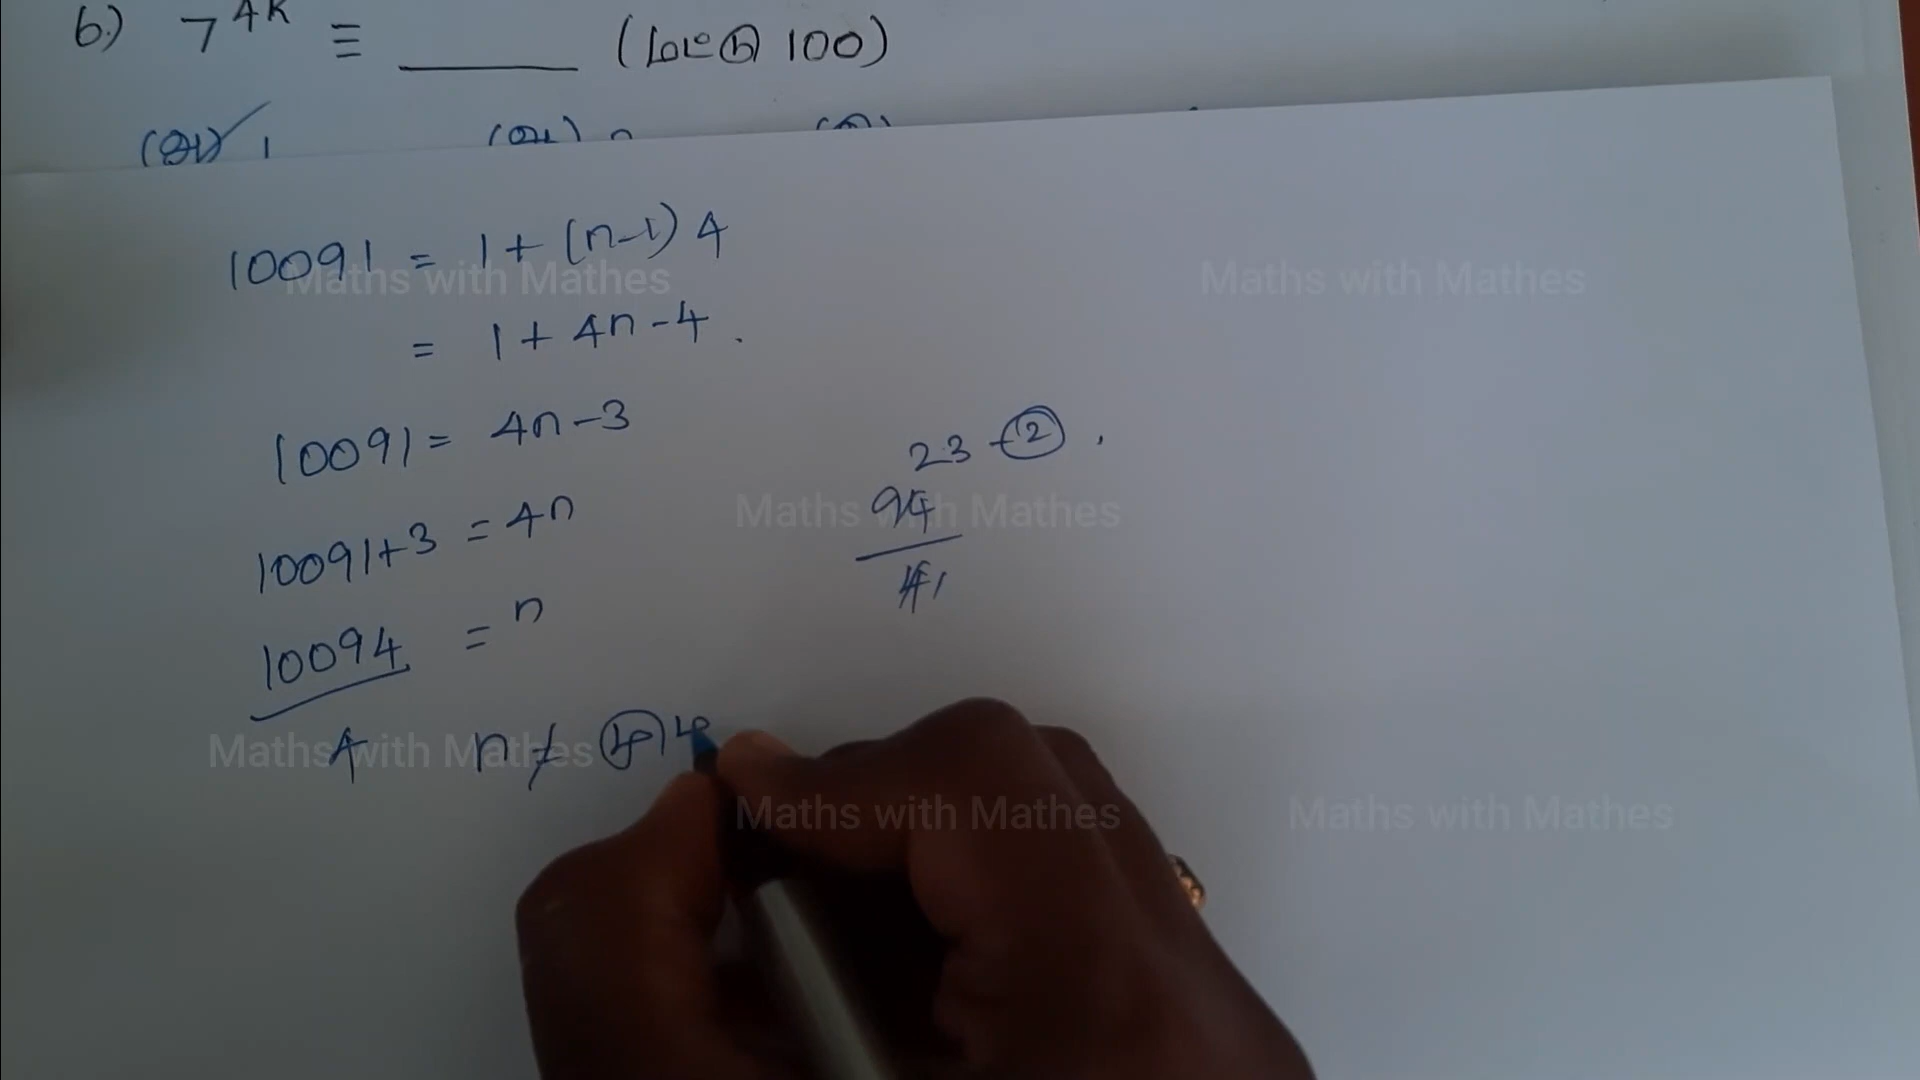 6.) 7^4k ≡ ______ (மட்டு 100)
(அ) 1 (ஆ) (இ)
10091 = 1 + (n-1) 4
= 1 + 4n - 4.
10091 = 4n - 3
10091 + 3 = 4n
10094 = n
4
n ≠
23 - 2
94
4
Maths with Mathes
Maths with Mathes
Maths with Mathes
Maths with Mathes
Maths with Mathes
Maths with Mathes